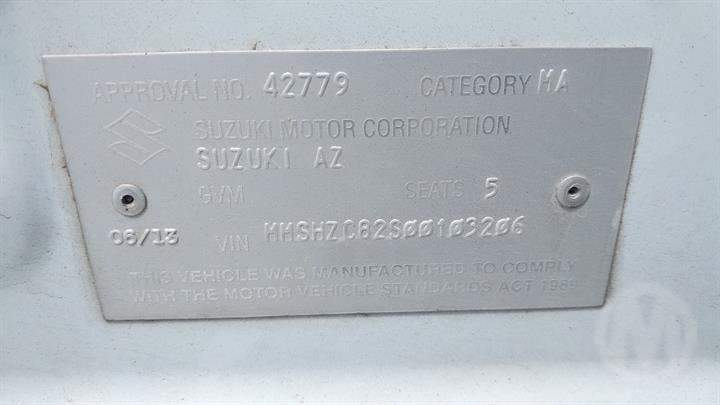 APPROVAL NO. 42779 CATEGORY MA
SUZUKI MOTOR CORPORATION
SUZUKI AZ
GVM SEATS 5
06/13 VIN MMSHZC82S00103206
THIS VEHICLE WAS MANUFACTURED TO COMPLY
WITH THE MOTOR VEHICLE STANDARDS ACT 1989
M